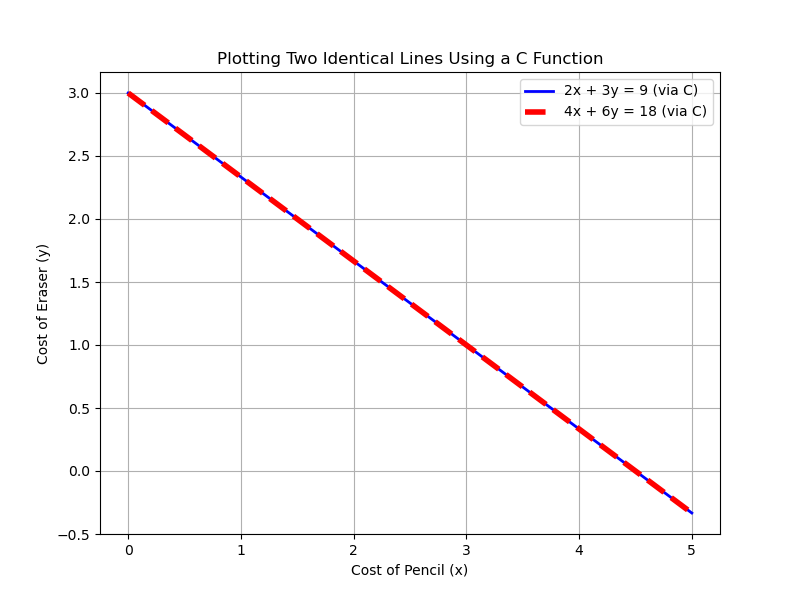 Plotting Two Identical Lines Using a C Function
2x + 3y = 9 (via C)
4x + 6y = 18 (via C)
3.0
2.5
2.0
1.5
1.0
0.5
0.0
−0.5
Cost of Eraser (y)
0 1 2 3 4 5
Cost of Pencil (x)